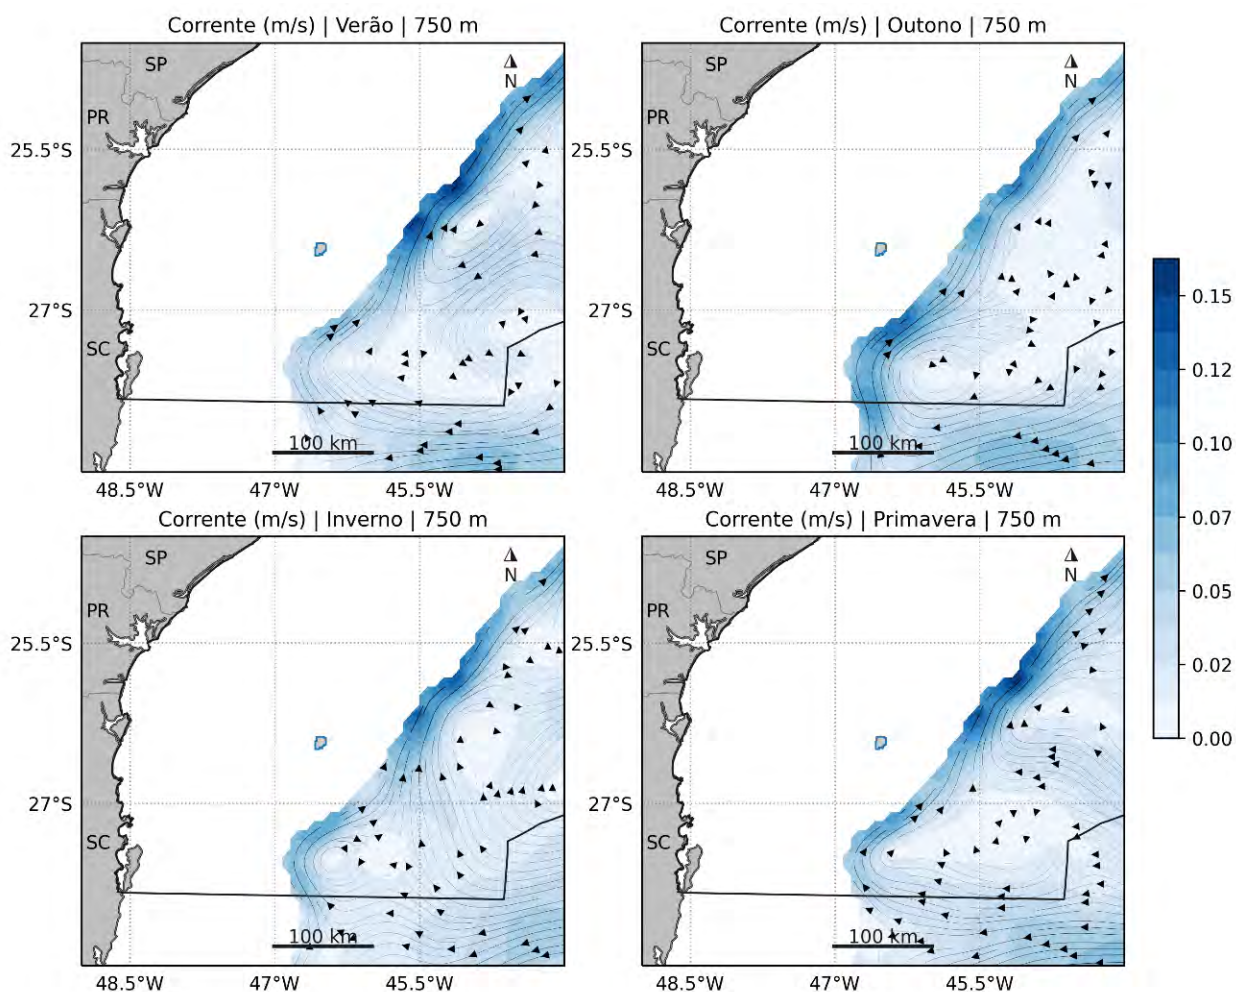 Corrente (m/s) | Verão | 750 m
SP
PR
SC
N
25.5°S
27°S
100 km
48.5°W
47°W
45.5°W
Corrente (m/s) | Outono | 750 m
SP
PR
SC
N
25.5°S
27°S
100 km
48.5°W
47°W
45.5°W
Corrente (m/s) | Inverno | 750 m
SP
PR
SC
N
25.5°S
27°S
100 km
48.5°W
47°W
45.5°W
Corrente (m/s) | Primavera | 750 m
SP
PR
SC
N
25.5°S
27°S
100 km
48.5°W
47°W
45.5°W
0.15
0.12
0.10
0.07
0.05
0.02
0.00